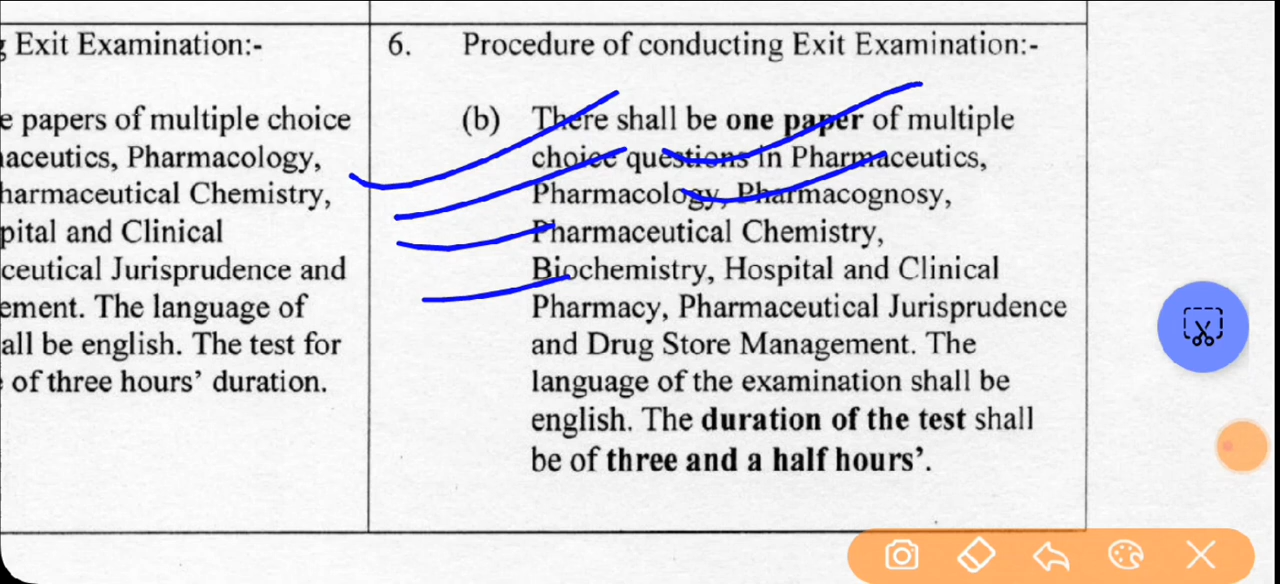 Exit Examination:-
e papers of multiple choice
aceutics, Pharmacology,
harmaceutical Chemistry,
pital and Clinical
ceutical Jurisprudence and
ement. The language of
all be english. The test for
of three hours’ duration.
6. Procedure of conducting Exit Examination:-
(b) There shall be one paper of multiple
choice questions in Pharmaceutics,
Pharmacology, Pharmacognosy,
Pharmaceutical Chemistry,
Biochemistry, Hospital and Clinical
Pharmacy, Pharmaceutical Jurisprudence
and Drug Store Management. The
language of the examination shall be
english. The duration of the test shall
be of three and a half hours’.